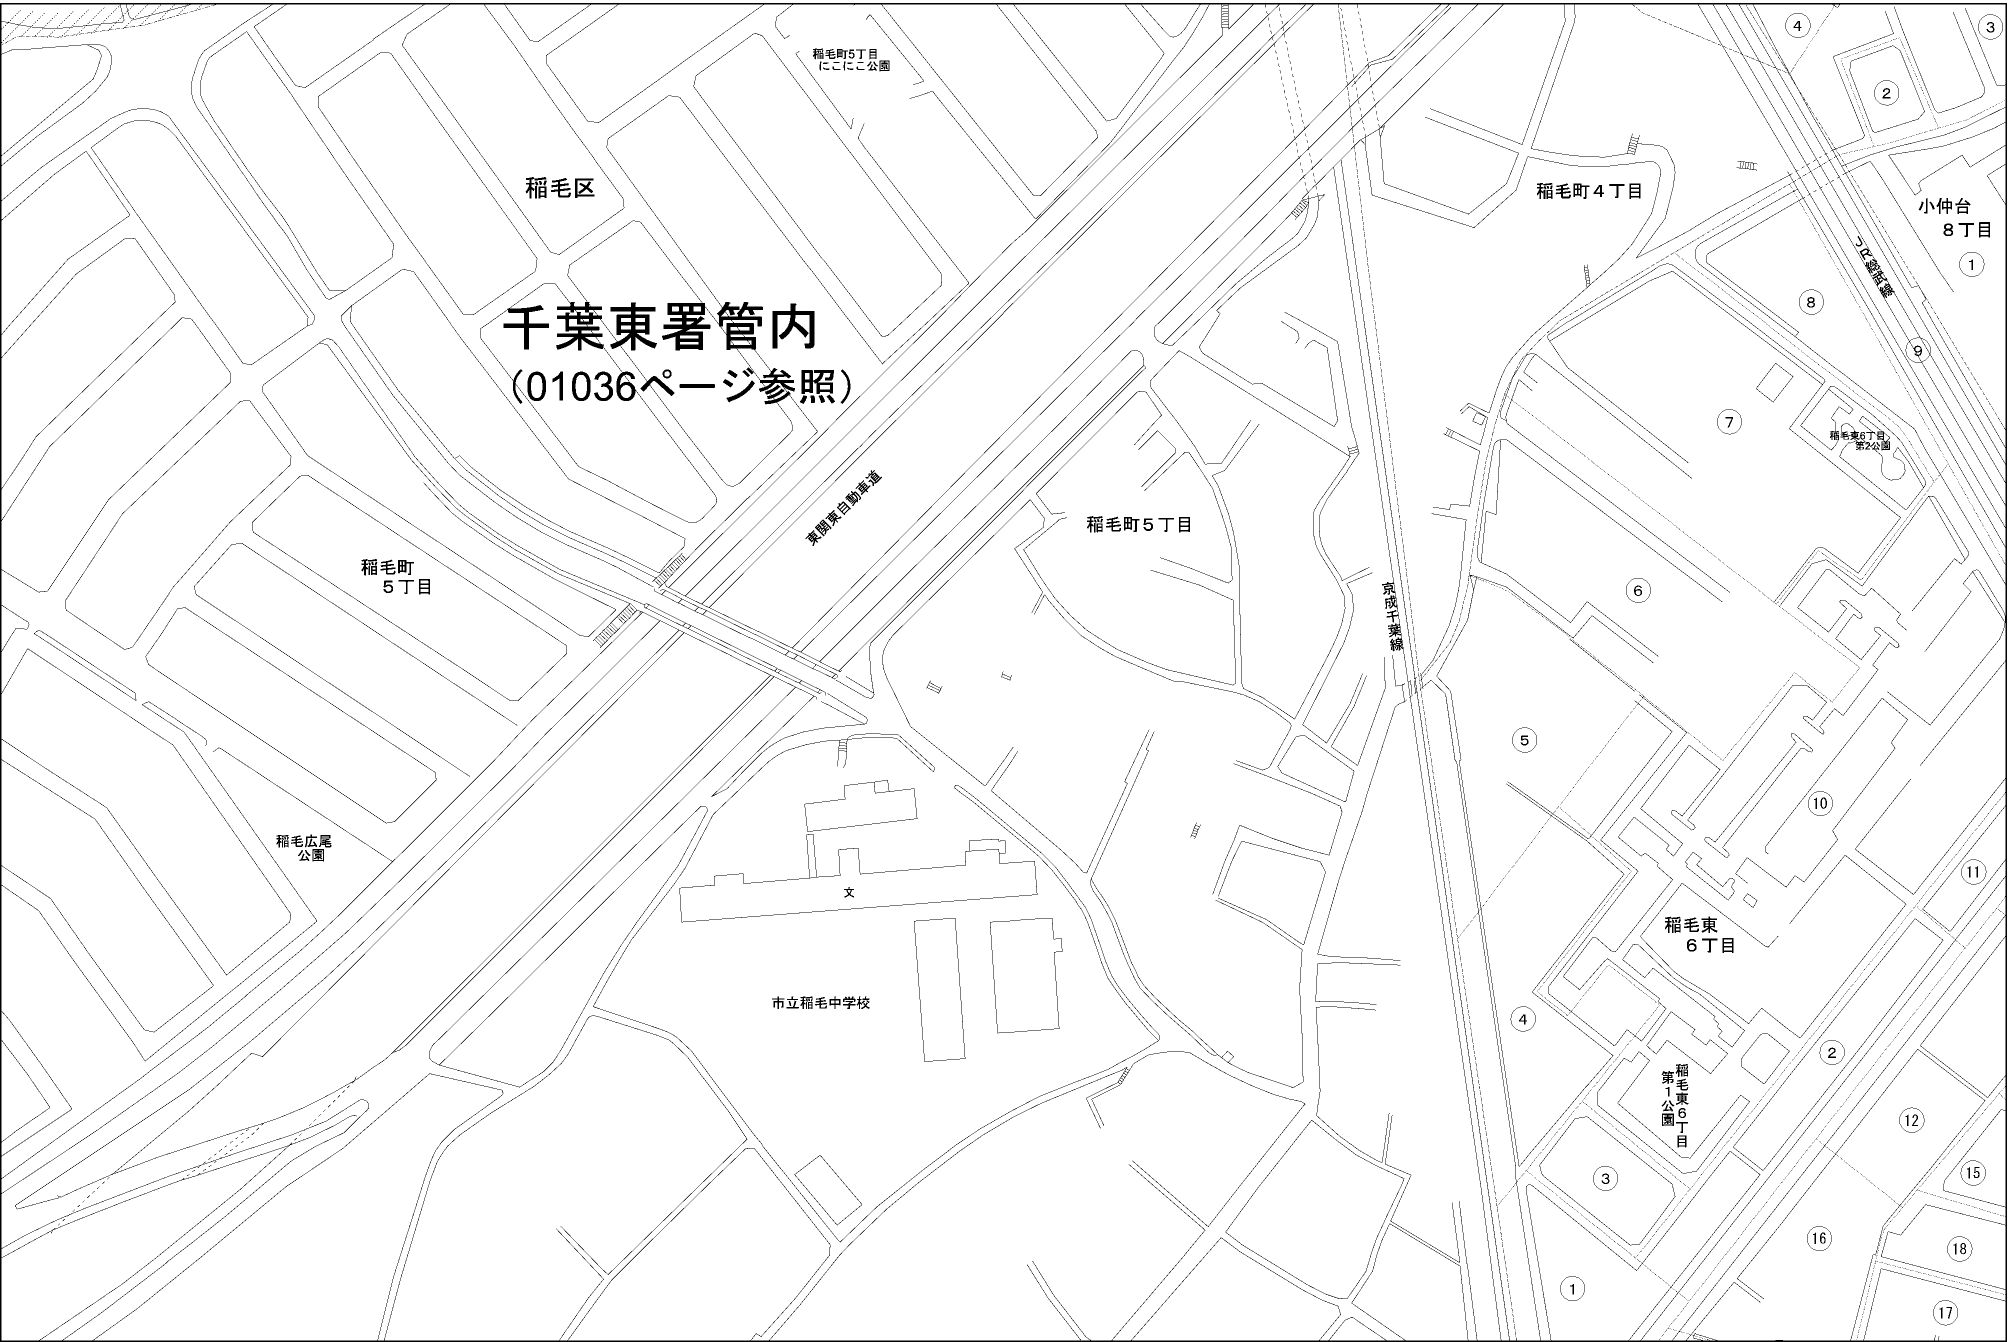 稲毛町5丁目
にこにこ公園
4
3
2
稲毛区
稲毛町４丁目
小仲台
８丁目
1
JR総武線
8
9
千葉東署管内
（01036ページ参照）
7
稲毛東6丁目
第2公園
東関東自動車道
稲毛町５丁目
稲毛町
５丁目
京成千葉線
6
5
10
稲毛広尾
公園
11
文
稲毛東
６丁目
市立稲毛中学校
4
2
稲毛東６丁目
第１公園
12
3
15
16
18
1
17